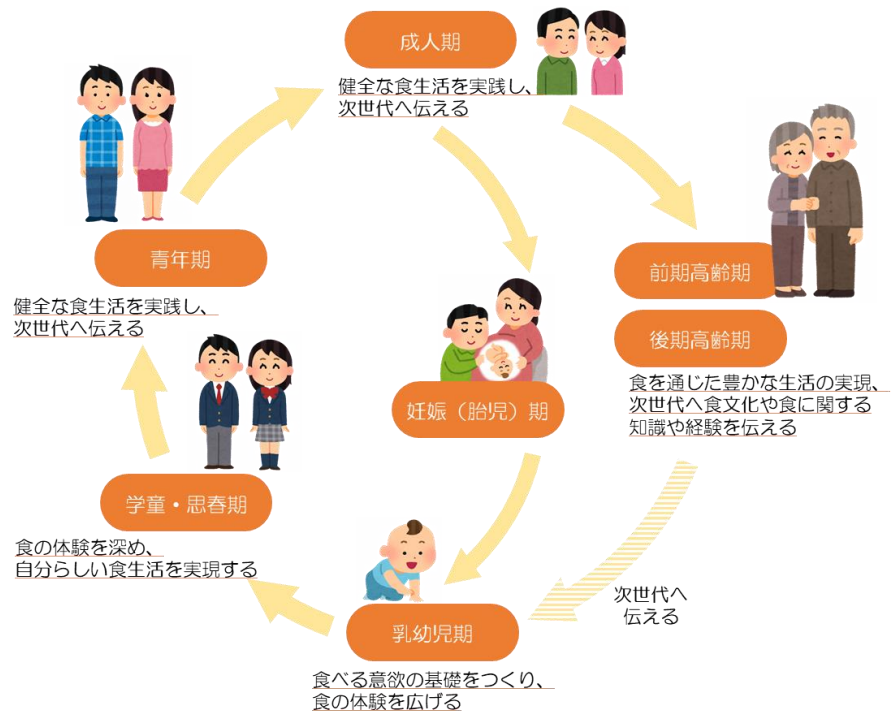 成人期
健全な食生活を実践し、
次世代へ伝える
青年期
健全な食生活を実践し、
次世代へ伝える
前期高齢期
後期高齢期
食を通じた豊かな生活の実現、
次世代へ食文化や食に関する
知識や経験を伝える
妊娠（胎児）期
学童・思春期
食の体験を深め、
自分らしい食生活を実現する
次世代へ
伝える
乳幼児期
食べる意欲の基礎をつくり、
食の体験を広げる